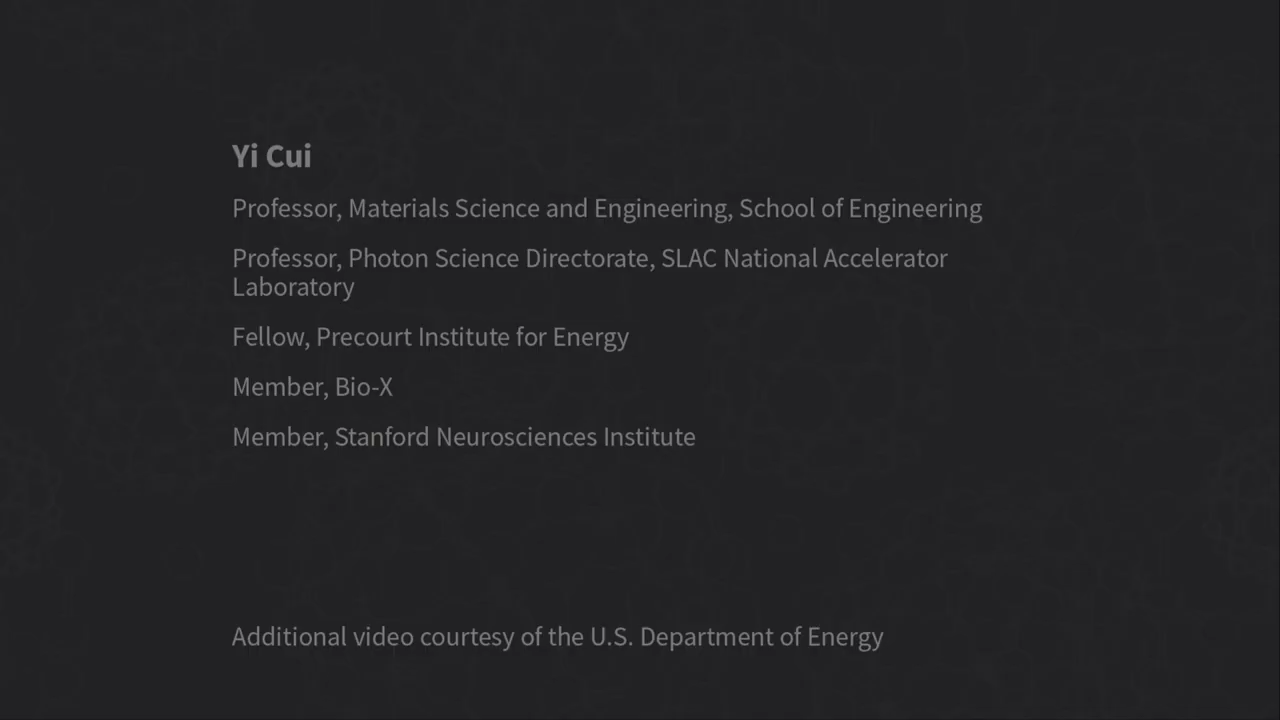 Yi Cui
Professor, Materials Science and Engineering, School of Engineering
Professor, Photon Science Directorate, SLAC National Accelerator
Laboratory
Fellow, Precourt Institute for Energy
Member, Bio-X
Member, Stanford Neurosciences Institute
Additional video courtesy of the U.S. Department of Energy